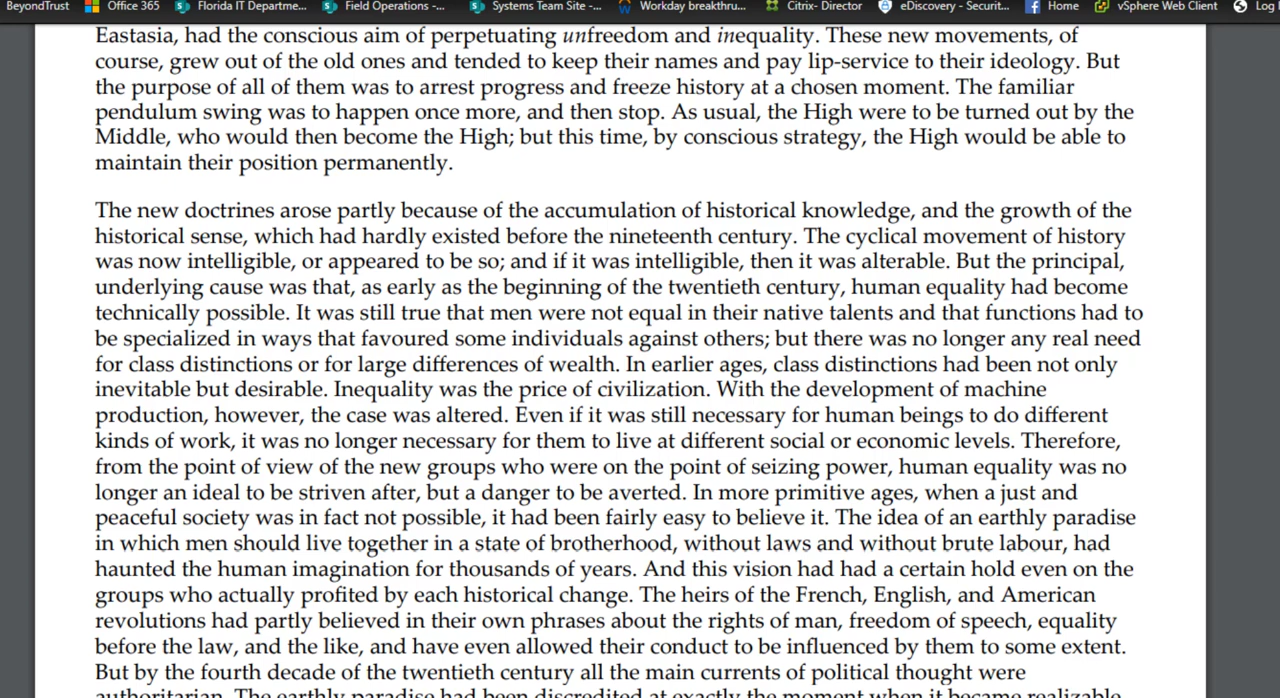 BeyondTrust Office 365 Florida IT Departme... Field Operations -... Systems Team Site -... Workday breakthru... Citrix- Director eDiscovery - Securit... Home vSphere Web Client Log
Eastasia, had the conscious aim of perpetuating unfreedom and inequality. These new movements, of
course, grew out of the old ones and tended to keep their names and pay lip-service to their ideology. But
the purpose of all of them was to arrest progress and freeze history at a chosen moment. The familiar
pendulum swing was to happen once more, and then stop. As usual, the High were to be turned out by the
Middle, who would then become the High; but this time, by conscious strategy, the High would be able to
maintain their position permanently.
The new doctrines arose partly because of the accumulation of historical knowledge, and the growth of the
historical sense, which had hardly existed before the nineteenth century. The cyclical movement of history
was now intelligible, or appeared to be so; and if it was intelligible, then it was alterable. But the principal,
underlying cause was that, as early as the beginning of the twentieth century, human equality had become
technically possible. It was still true that men were not equal in their native talents and that functions had to
be specialized in ways that favoured some individuals against others; but there was no longer any real need
for class distinctions or for large differences of wealth. In earlier ages, class distinctions had been not only
inevitable but desirable. Inequality was the price of civilization. With the development of machine
production, however, the case was altered. Even if it was still necessary for human beings to do different
kinds of work, it was no longer necessary for them to live at different social or economic levels. Therefore,
from the point of view of the new groups who were on the point of seizing power, human equality was no
longer an ideal to be striven after, but a danger to be averted. In more primitive ages, when a just and
peaceful society was in fact not possible, it had been fairly easy to believe it. The idea of an earthly paradise
in which men should live together in a state of brotherhood, without laws and without brute labour, had
haunted the human imagination for thousands of years. And this vision had had a certain hold even on the
groups who actually profited by each historical change. The heirs of the French, English, and American
revolutions had partly believed in their own phrases about the rights of man, freedom of speech, equality
before the law, and the like, and have even allowed their conduct to be influenced by them to some extent.
But by the fourth decade of the twentieth century all the main currents of political thought were
authoritarian. The earthly paradise had been discredited at exactly the moment when it became realizable.